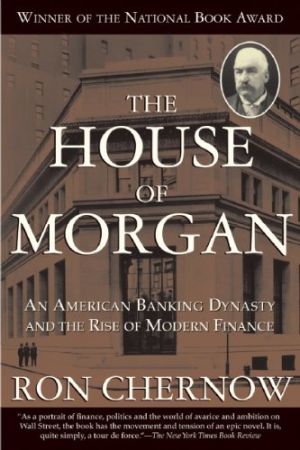 WINNER OF THE NATIONAL BOOK AWARD
THE
HOUSE
OF
MORGAN
AN AMERICAN BANKING DYNASTY
AND THE RISE OF MODERN FINANCE
RON CHERNOW
"As a portrait of finance, politics and the world of avarice and ambition on
Wall Street, the book has the movement and tension of an epic novel. It is,
quite simply, a tour de force."—The New York Times Book Review